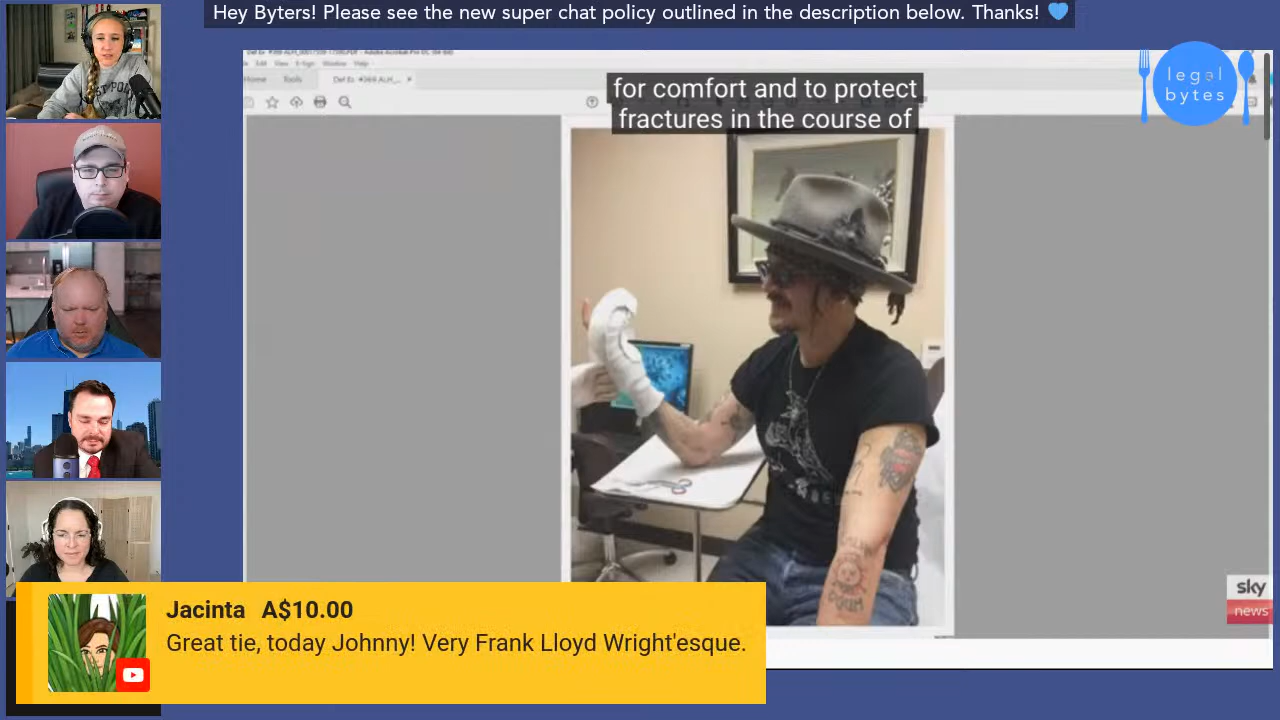 Hey Byters! Please see the new super chat policy outlined in the description below. Thanks! 💙
legal
bytes
Home Tools
for comfort and to protect
fractures in the course of
sky
news
Jacinta A$10.00
Great tie, today Johnny! Very Frank Lloyd Wright'esque.